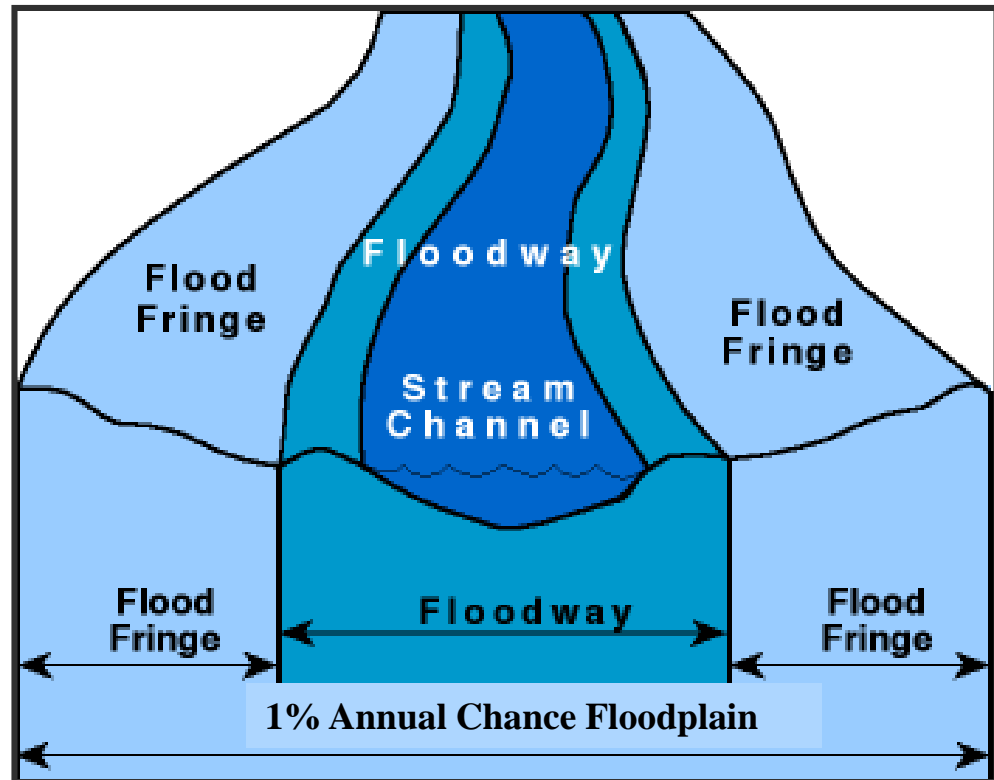 Floodway
Flood
Fringe
Flood
Fringe
Stream
Channel
Flood
Fringe
Floodway
Flood
Fringe
1% Annual Chance Floodplain